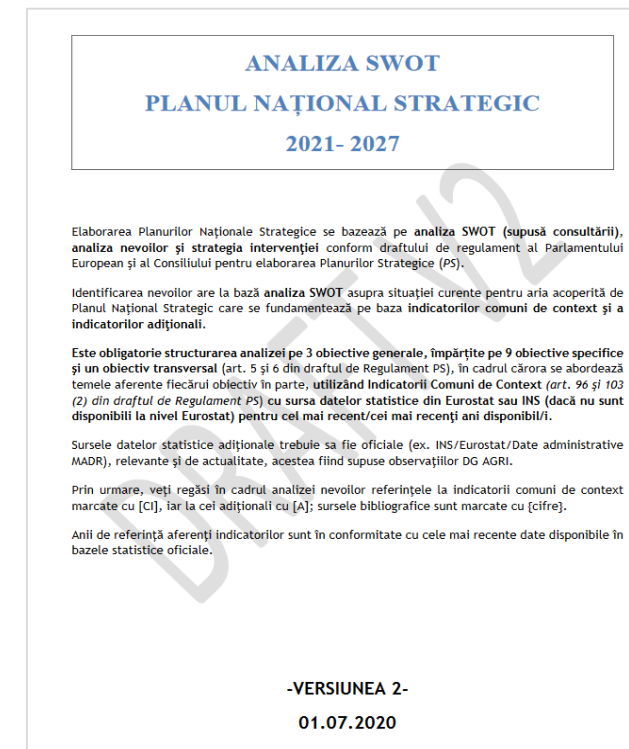 ANALIZA SWOT
PLANUL NAȚIONAL STRATEGIC
2021- 2027
Elaborarea Planurilor Naționale Strategice se bazează pe analiza SWOT (supusă consultării),
analiza nevoilor și strategia intervenției conform draftului de regulament al Parlamentului
European și al Consiliului pentru elaborarea Planurilor Strategice (PS).
Identificarea nevoilor are la bază analiza SWOT asupra situației curente pentru aria acoperită de
Planul Național Strategic care se fundamentează pe baza indicatorilor comuni de context și a
indicatorilor adiționali.
Este obligatorie structurarea analizei pe 3 obiective generale, împărțite pe 9 obiective specifice
și un obiectiv transversal (art. 5 și 6 din draftul de Regulament PS), în cadrul cărora se abordează
temele aferente fiecărui obiectiv în parte, utilizând Indicatorii Comuni de Context (art. 96 și 103
(2) din draftul de Regulament PS) cu sursa datelor statistice din Eurostat sau INS (dacă nu sunt
disponibili la nivel Eurostat) pentru cel mai recent/cei mai recenți ani disponibil/i.
Sursele datelor statistice adiționale trebuie sa fie oficiale (ex. INS/Eurostat/Date administrative
MADR), relevante și de actualitate, acestea fiind supuse observațiilor DG AGRI.
Prin urmare, veți regăsi în cadrul analizei nevoilor referințele la indicatorii comuni de context
marcate cu [CI], iar la cei adiționali cu [A]; sursele bibliografice sunt marcate cu {cifre}.
Anii de referință aferenți indicatorilor sunt în conformitate cu cele mai recente date disponibile în
bazele statistice oficiale.
DRAFT V2
-VERSIUNEA 2-
01.07.2020